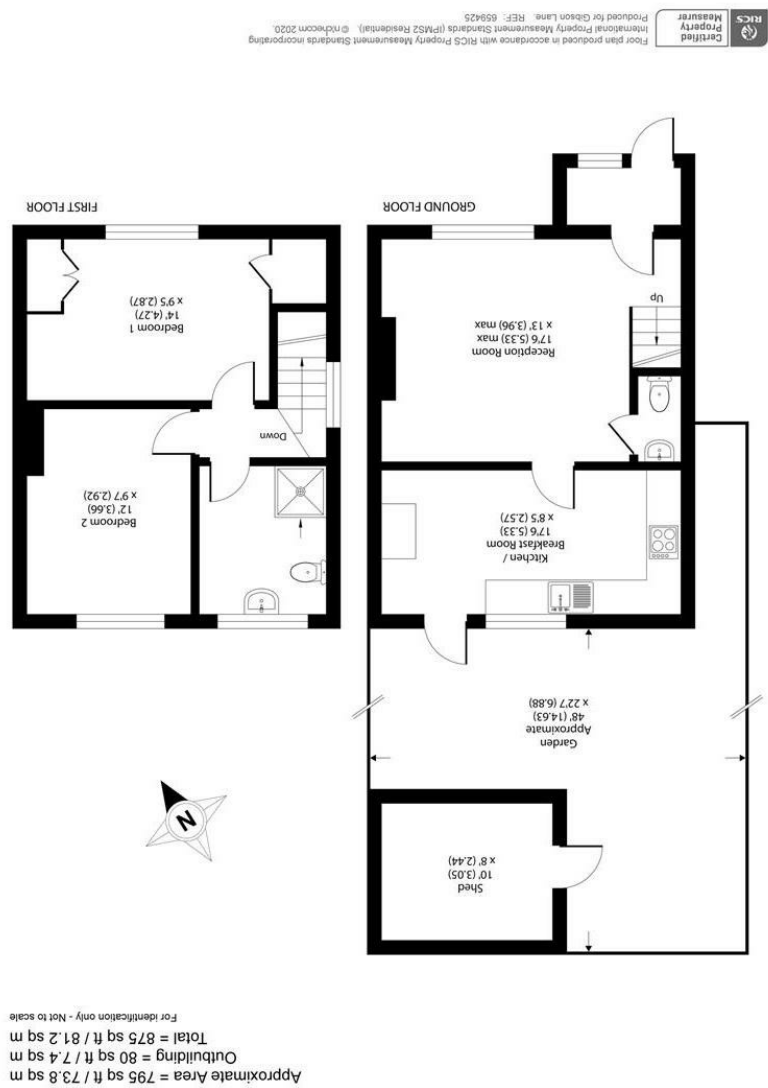 Approximate Area = 795 sq ft / 73.8 sq m
Outbuilding = 80 sq ft / 7.4 sq m
Total = 875 sq ft / 81.2 sq m
For identification only - Not to scale
Shed
10' (3.05)
x 8' (2.44)
Garden
Approximate
48' (14.63)
x 22'7 (6.88)
N
Kitchen /
Breakfast Room
17'6 (5.33)
x 8'5 (2.57)
Reception Room
17'6 (5.33) max
x 13' (3.96) max
Up
GROUND FLOOR
Bedroom 2
12' (3.66)
x 9'7 (2.92)
Down
Bedroom 1
14' (4.27)
x 9'5 (2.87)
FIRST FLOOR
RICS
Certified
Property
Measurer
Floor plan produced in accordance with RICS Property Measurement Standards incorporating
International Property Measurement Standards (IPMS2 Residential). © nichecom 2020.
Produced for Gibson Lane. REF: 659425